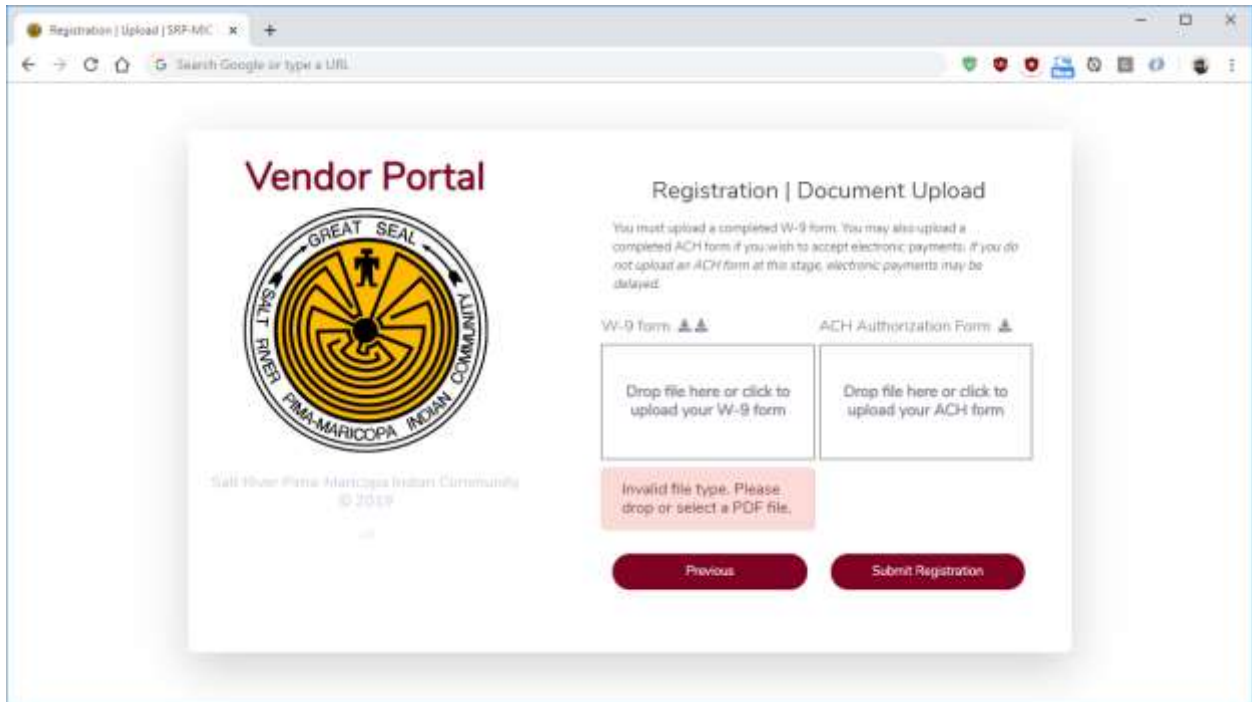 Registration | Upload | SRP-MIC
Search Google or type a URL
Vendor Portal
GREAT SEAL
SALT RIVER PIMA-MARICOPA INDIAN COMMUNITY
Salt River Pima-Maricopa Indian Community
© 2019
Registration | Document Upload
You must upload a completed W-9 form. You may also upload a
completed ACH form if you wish to accept electronic payments. If you do
not upload an ACH form at this stage, electronic payments may be
delayed.
W-9 form
ACH Authorization Form
Drop file here or click to
upload your W-9 form
Drop file here or click to
upload your ACH form
Invalid file type. Please
drop or select a PDF file.
Previous
Submit Registration